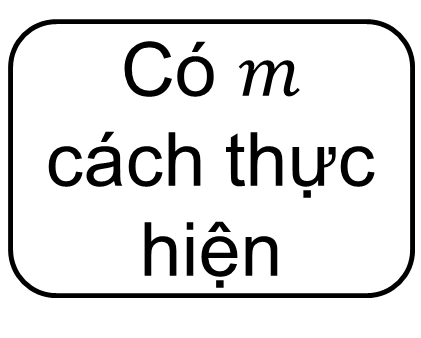 Có 𝑚
cách thực
hiện